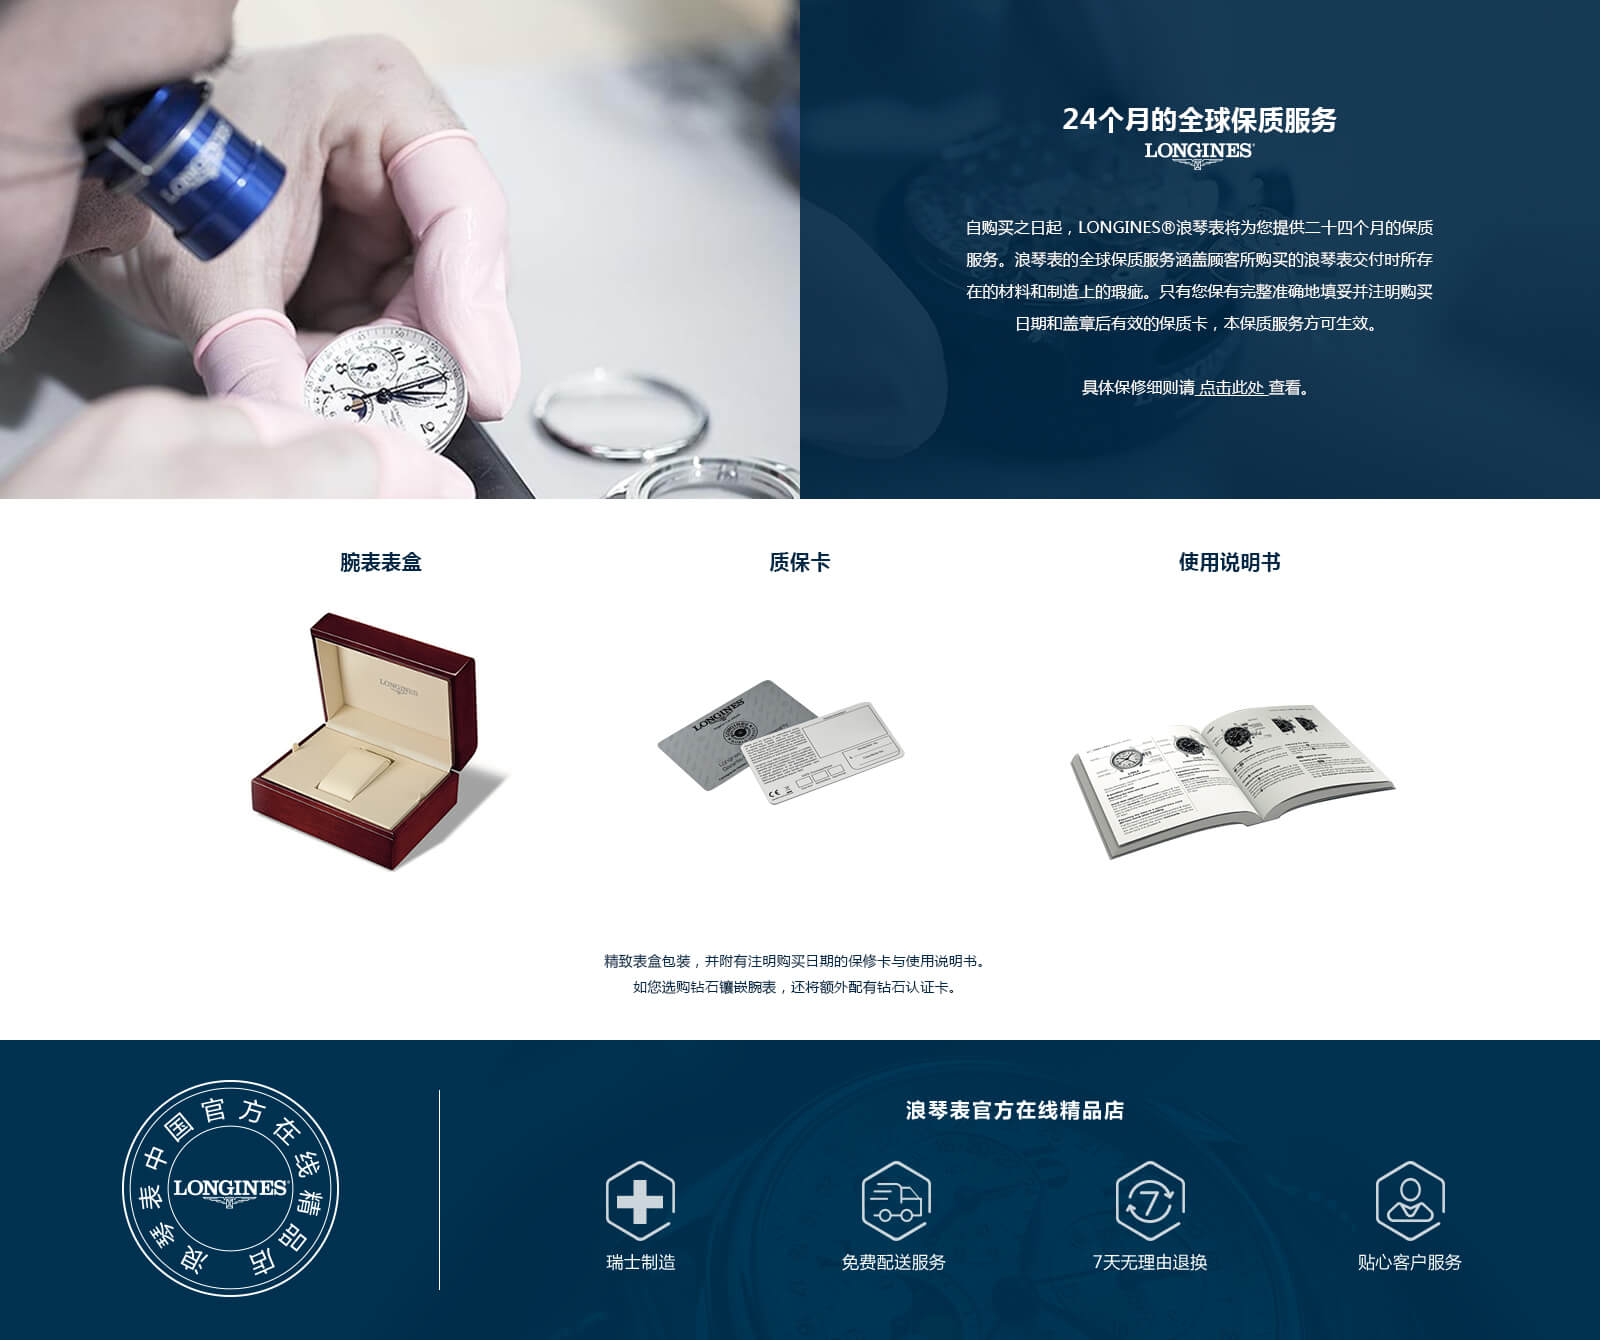 24个月的全球保质服务
LONGINES
自购买之日起，LONGINES®浪琴表将为您提供二十四个月的保质
服务。浪琴表的全球保质服务涵盖顾客所购买的浪琴表交付时所存
在的材料和制造上的瑕疵。只有您保有完整准确地填妥并注明购买
日期和盖章后有效的保质卡，本保质服务方可生效。
具体保修细则请 点击此处 查看。
腕表表盒
质保卡
使用说明书
LONGINES
LONGINES
精致表盒包装，并附有注明购买日期的保修卡与使用说明书。
如您选购钻石镶嵌腕表，还将额外配有钻石认证卡。
浪琴表中国官方在线精品店
LONGINES
浪琴表官方在线精品店
瑞士制造
免费配送服务
7
7天无理由退换
贴心客户服务